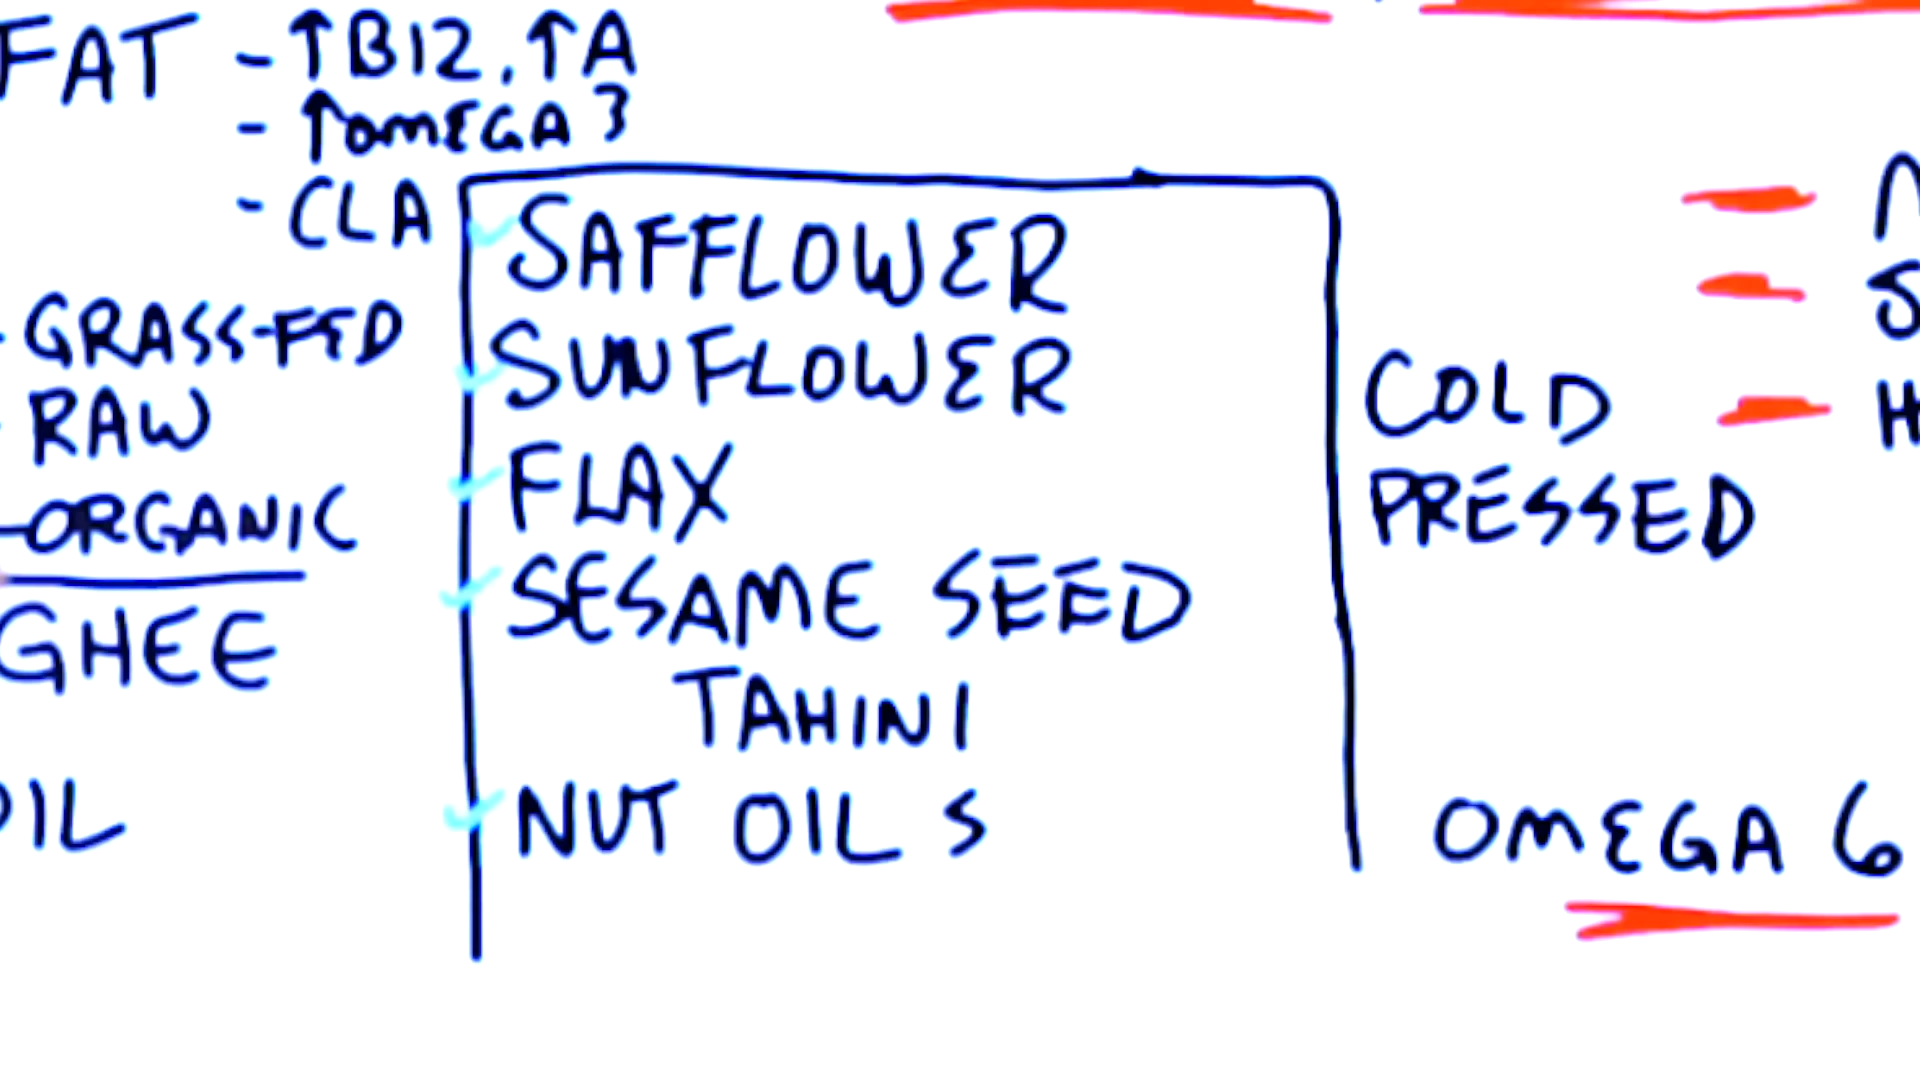 FAT - ↑B12, ↑A
- ↑OMEGA 3
- CLA
- GRASS-FED
- RAW
- ORGANIC
GHEE
OIL
SAFFLOWER
SUNFLOWER
FLAX
SESAME SEED
TAHINI
NUT OILS
COLD
PRESSED
OMEGA 6